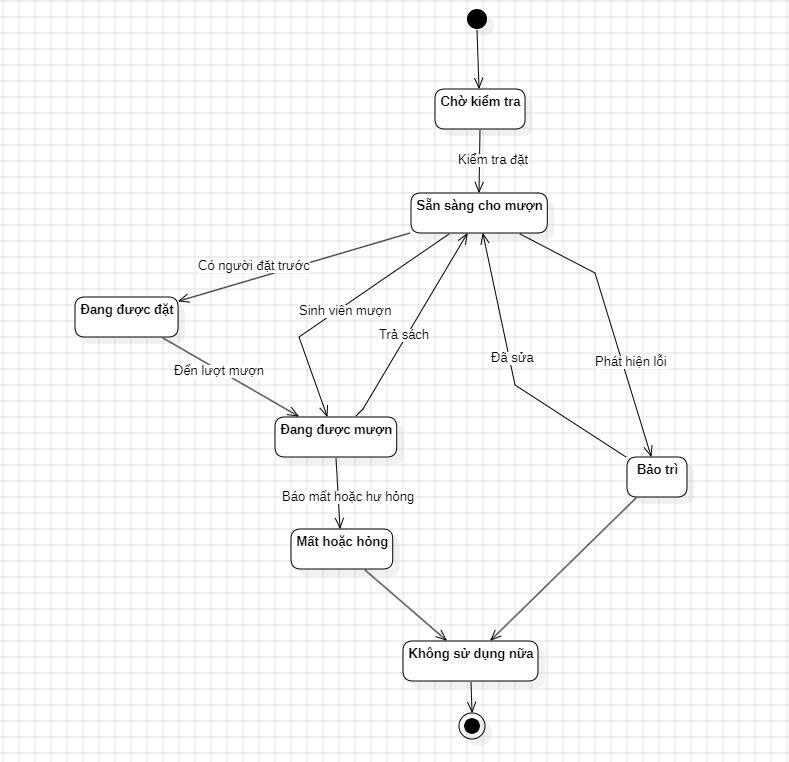 Chờ kiểm tra
Kiểm tra đặt
Sẵn sàng cho mượn
Có người đặt trước
Đang được đặt
Sinh viên mượn
Trả sách
Đã sửa
Phát hiện lỗi
Đến lượt mượn
Đang được mượn
Bảo trì
Báo mất hoặc hư hỏng
Mất hoặc hỏng
Không sử dụng nữa